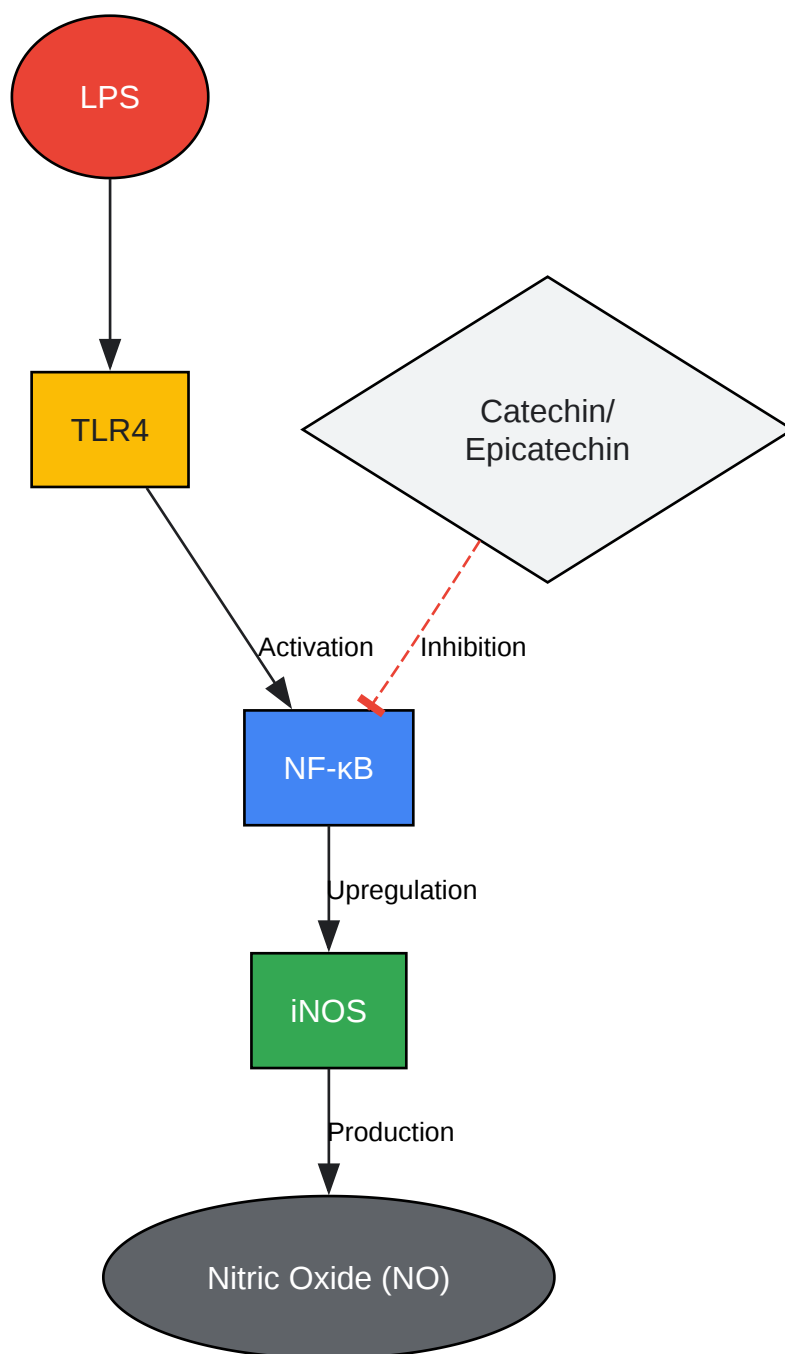 LPS
TLR4
Catechin/
Epicatechin
Activation
Inhibition
NF-κB
Upregulation
iNOS
Production
Nitric Oxide (NO)